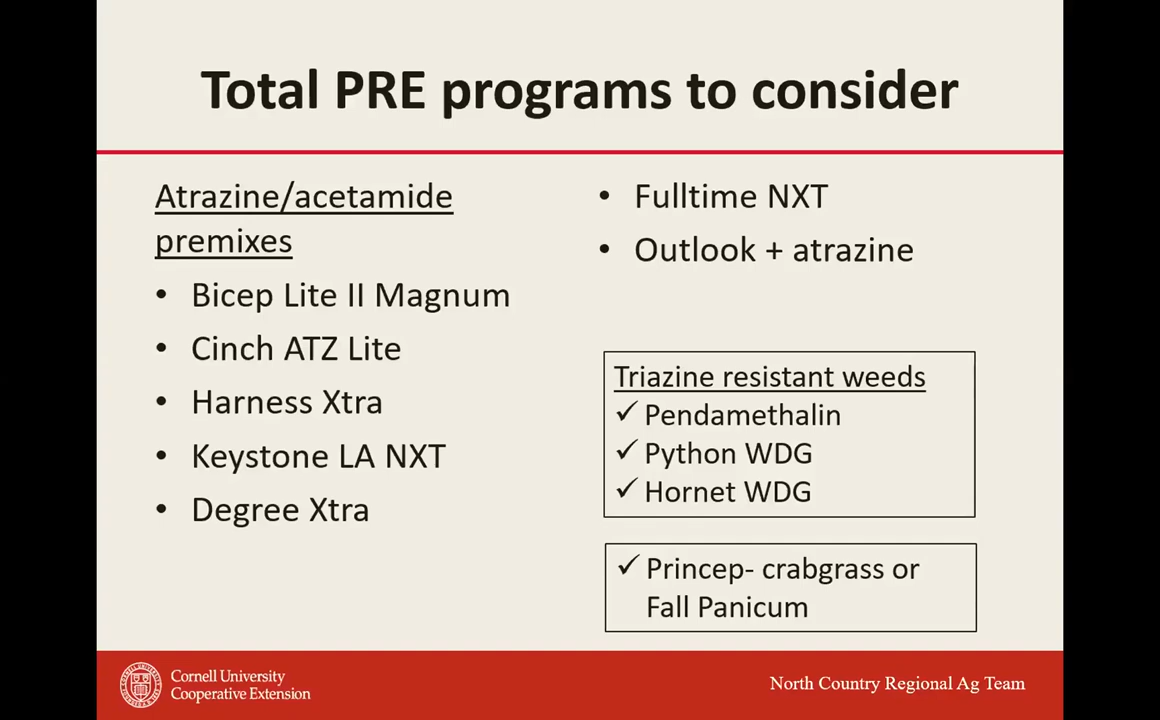 Total PRE programs to consider
Atrazine/acetamide
premixes
• Bicep Lite II Magnum
• Cinch ATZ Lite
• Harness Xtra
• Keystone LA NXT
• Degree Xtra
• Fulltime NXT
• Outlook + atrazine
Triazine resistant weeds
✓ Pendamethalin
✓ Python WDG
✓ Hornet WDG
✓ Princep- crabgrass or
Fall Panicum
Cornell University
Cooperative Extension
North Country Regional Ag Team